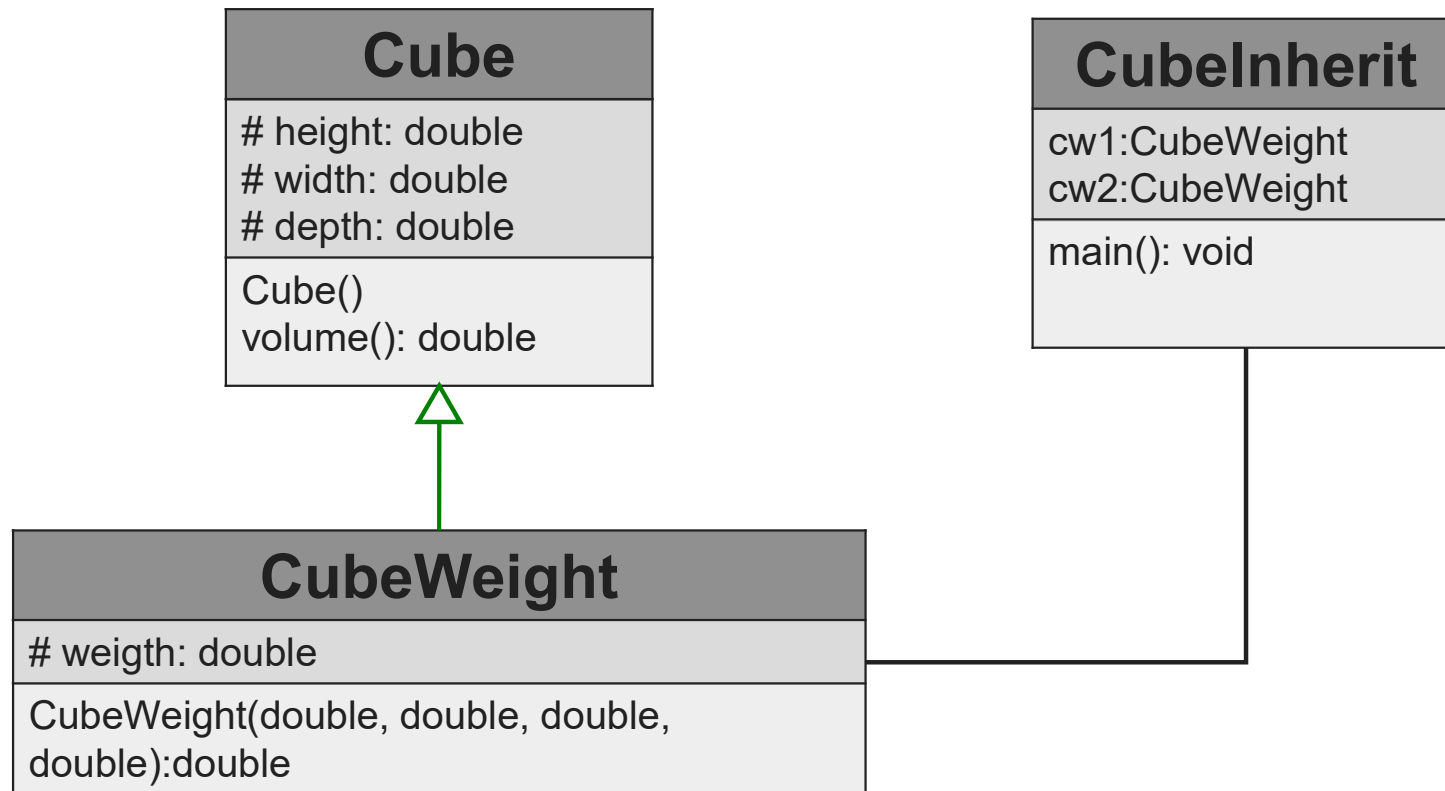 Cube
# height: double
# width: double
# depth: double
Cube()
volume(): double
CubeInherit
cw1:CubeWeight
cw2:CubeWeight
main(): void
CubeWeight
# weigth: double
CubeWeight(double, double, double,
double):double